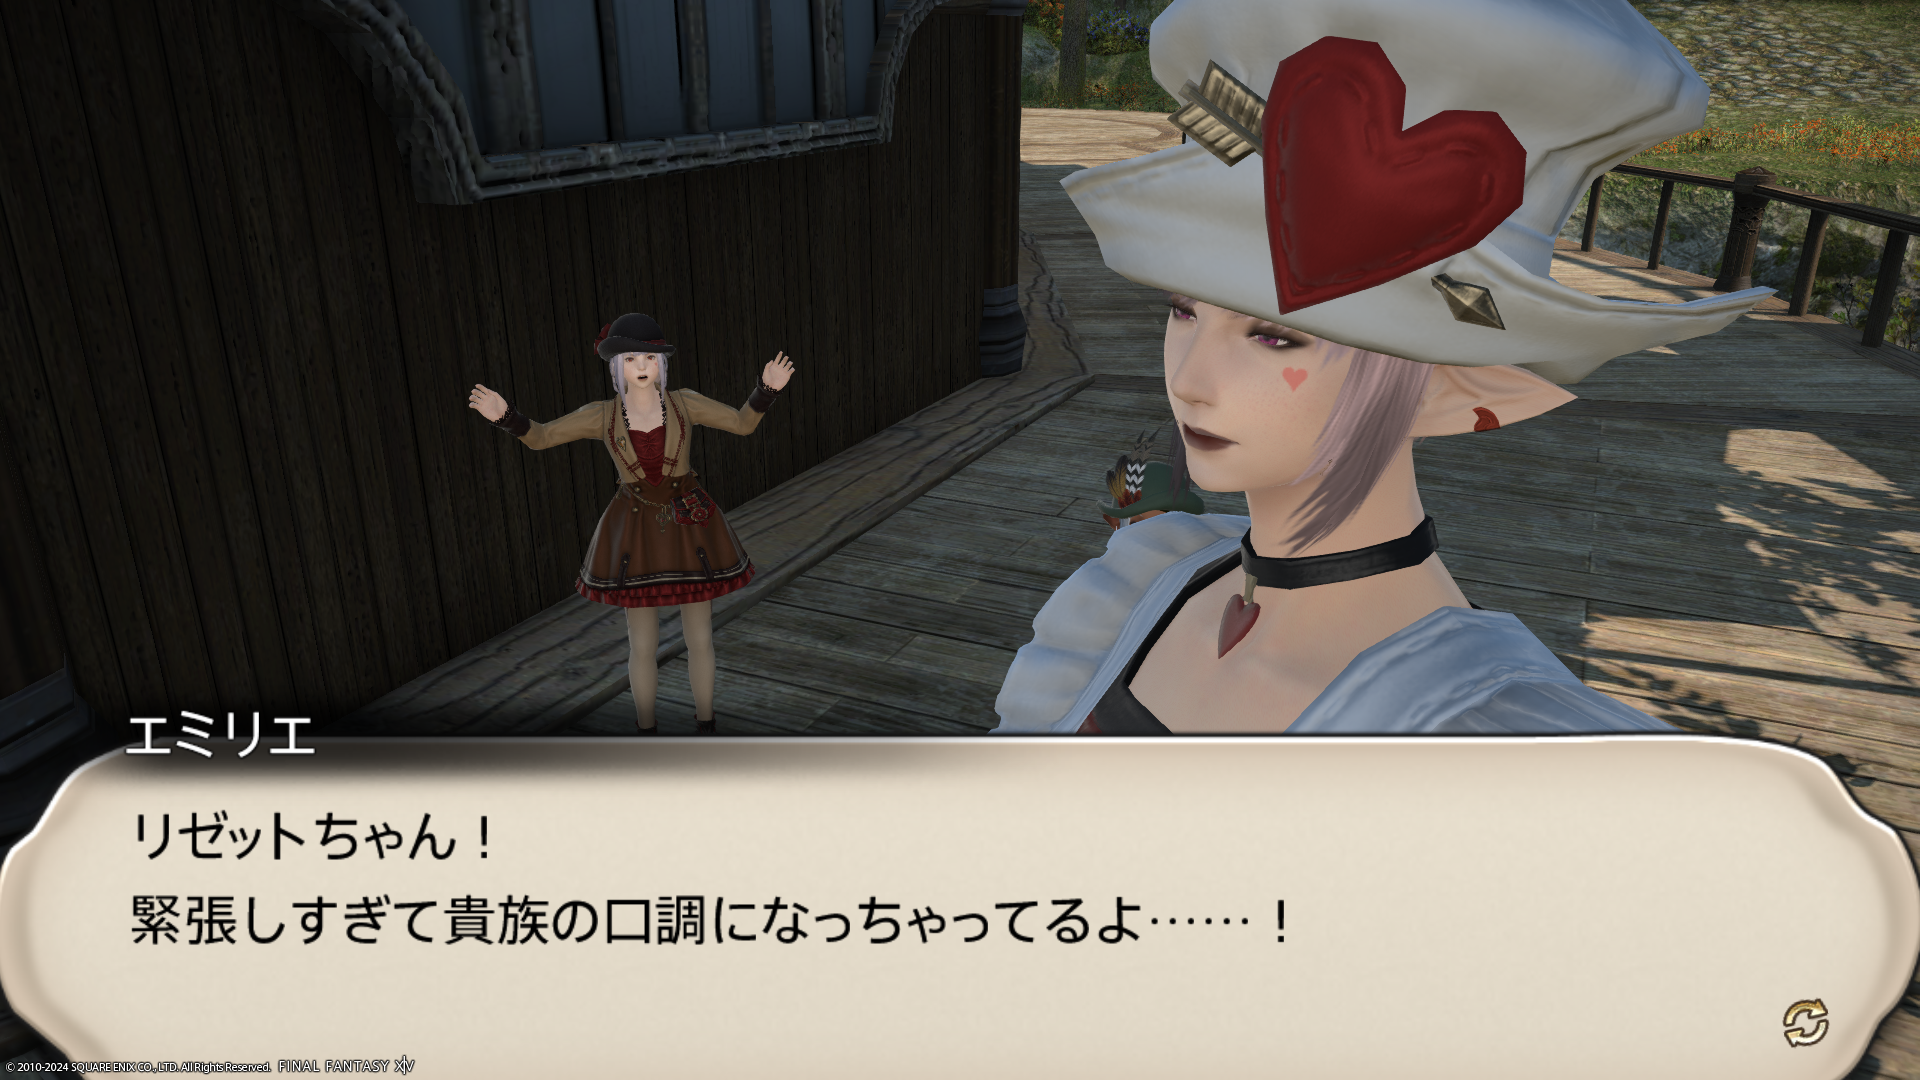 エミリエ
リゼットちゃん！
緊張しすぎて貴族の口調になっちゃってるよ……！
© 2010-2024 SQUARE ENIX CO., LTD. All Rights Reserved. FINAL FANTASY XIV